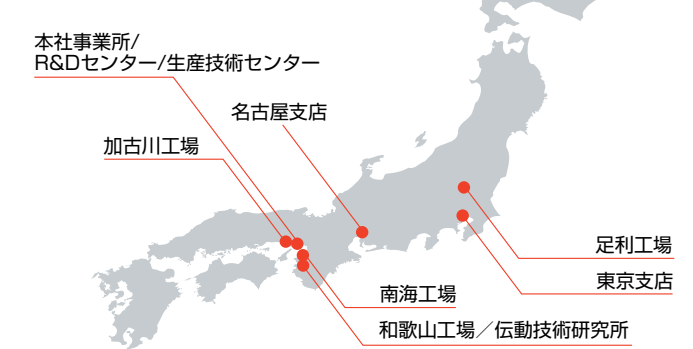 本社事業所/
R&Dセンター/生産技術センター
名古屋支店
加古川工場
足利工場
東京支店
南海工場
和歌山工場／伝動技術研究所